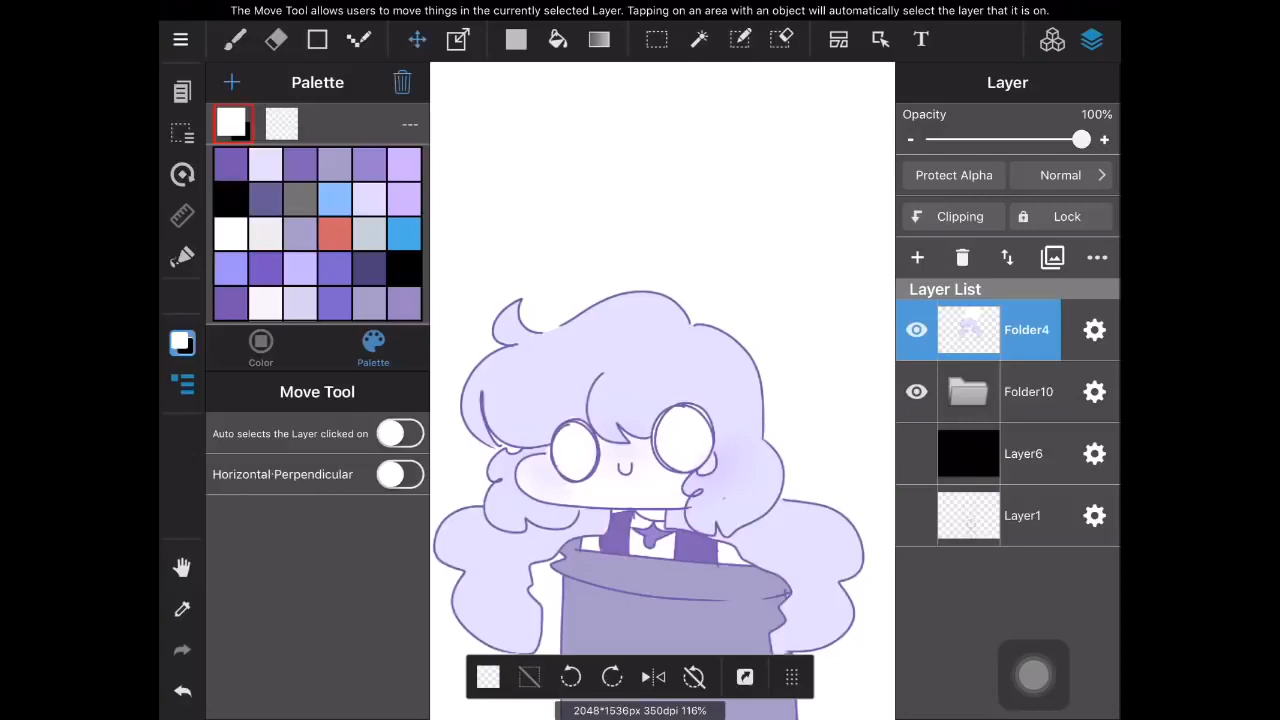 The Move Tool allows users to move things in the currently selected Layer. Tapping on an area with an object will automatically select the layer that it is on.
T
Palette
---
Color
Palette
Move Tool
Auto selects the Layer clicked on
Horizontal·Perpendicular
Layer
Opacity 100%
- +
Protect Alpha
Normal
Clipping
Lock
Layer List
Folder4
Folder10
Layer6
Layer1
2048*1536px 350dpi 116%